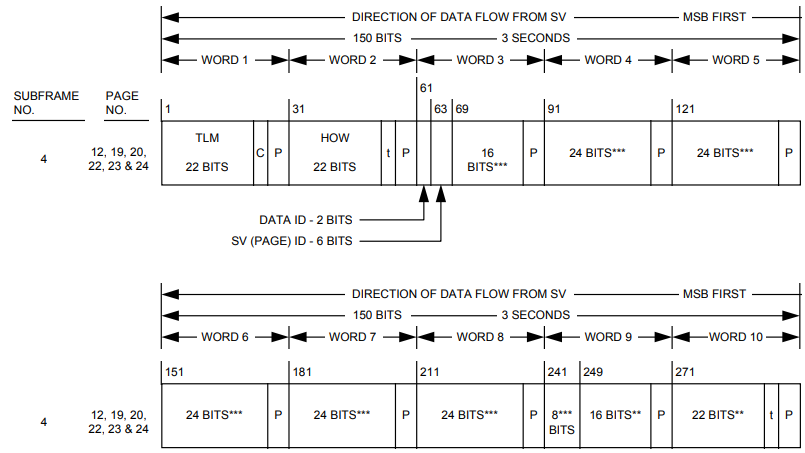 DIRECTION OF DATA FLOW FROM SV MSB FIRST
150 BITS 3 SECONDS
WORD 1 WORD 2 WORD 3 WORD 4 WORD 5
SUBFRAME NO. PAGE NO.
1 31 61 63 69 91 121
4 12, 19, 20, 22, 23 & 24
TLM 22 BITS C P HOW 22 BITS t P 16 BITS*** P 24 BITS*** P 24 BITS*** P
DATA ID - 2 BITS
SV (PAGE) ID - 6 BITS
DIRECTION OF DATA FLOW FROM SV MSB FIRST
150 BITS 3 SECONDS
WORD 6 WORD 7 WORD 8 WORD 9 WORD 10
151 181 211 241 249 271
4 12, 19, 20, 22, 23 & 24
24 BITS*** P 24 BITS*** P 24 BITS*** P 8*** BITS 16 BITS** P 22 BITS** t P